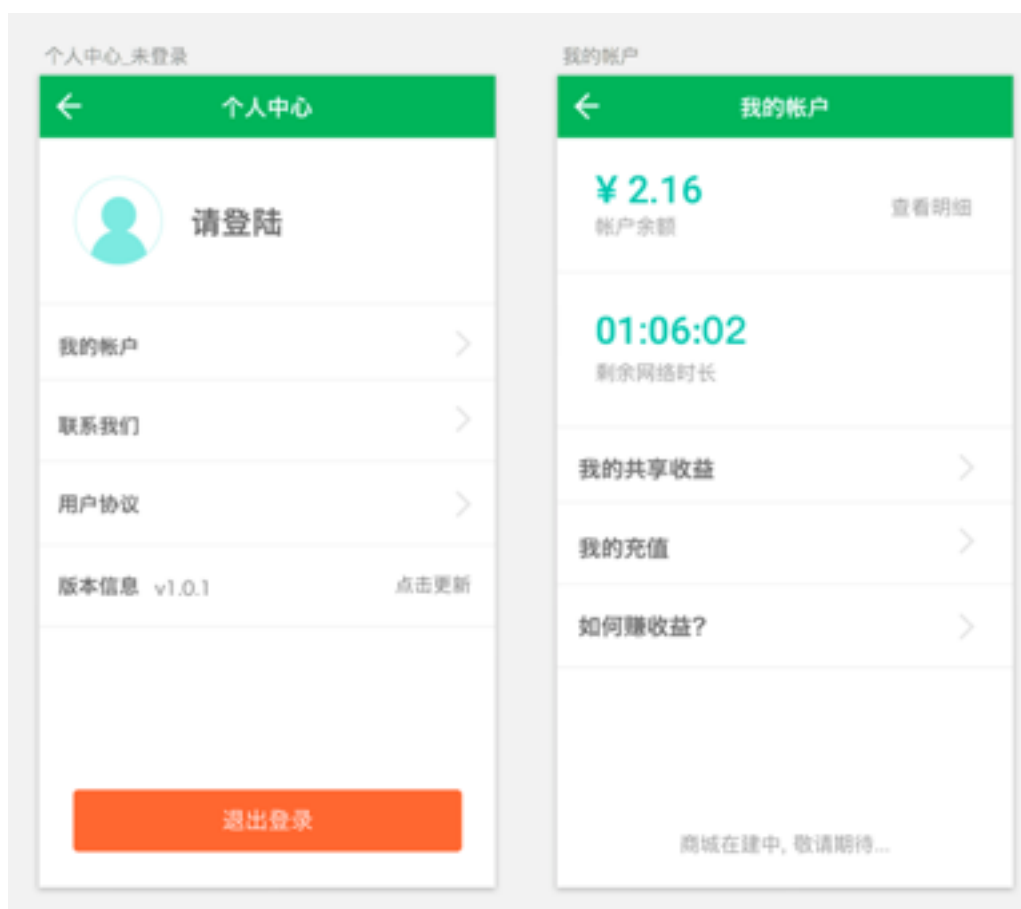 个人中心_未登录
个人中心
请登陆
我的帐户
联系我们
用户协议
版本信息 v1.0.1 点击更新
退出登录
我的帐户
我的帐户
¥ 2.16
帐户余额
查看明细
01:06:02
剩余网络时长
我的共享收益
我的充值
如何赚收益?
商城在建中, 敬请期待...